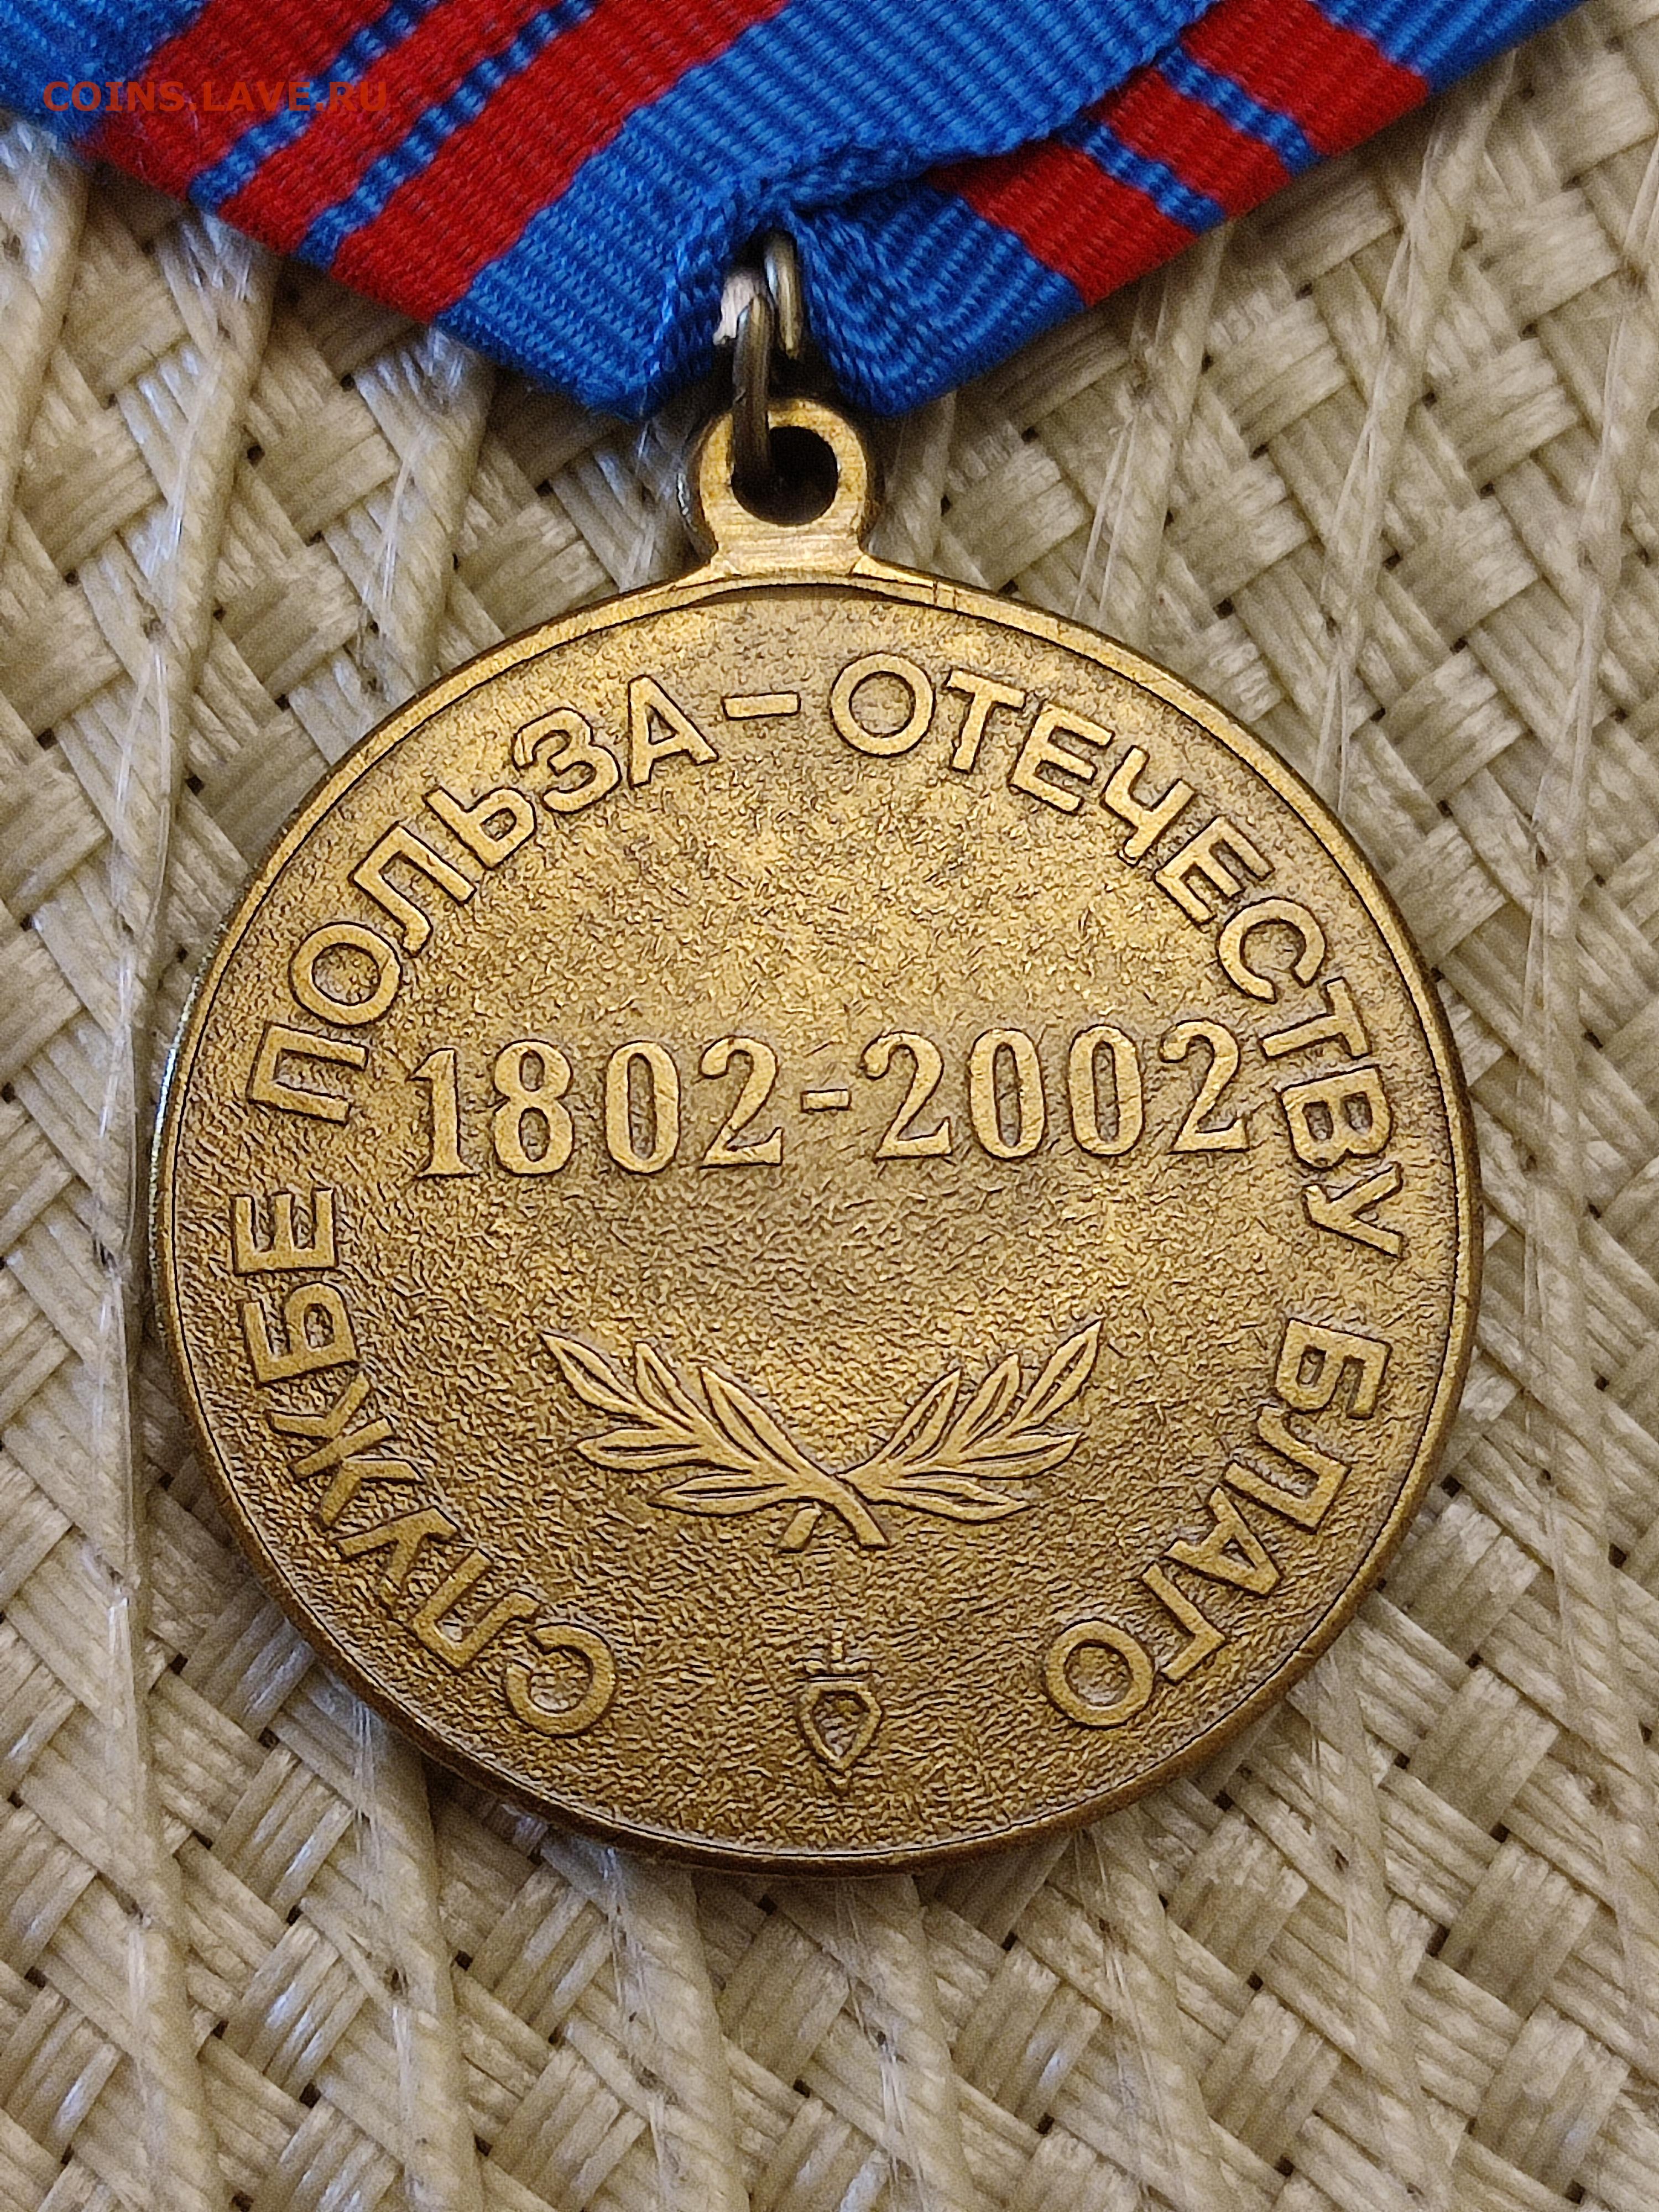 COINS.LAVE.RU
СЛУЖБЕ ПОЛЬЗА - ОТЕЧЕСТВУ БЛАГО
1802-2002